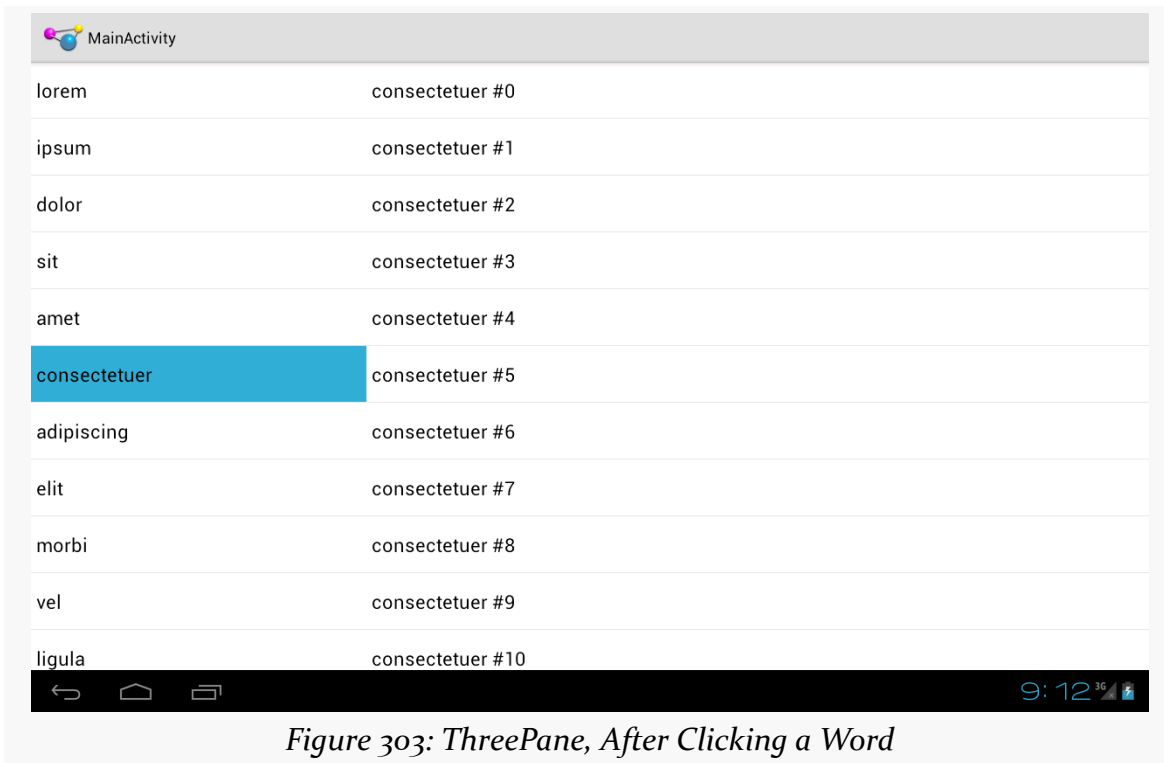 MainActivity
lorem consectetuer #0
ipsum consectetuer #1
dolor consectetuer #2
sit consectetuer #3
amet consectetuer #4
consectetuer consectetuer #5
adipiscing consectetuer #6
elit consectetuer #7
morbi consectetuer #8
vel consectetuer #9
ligula consectetuer #10
9:12 3G
Figure 303: ThreePane, After Clicking a Word